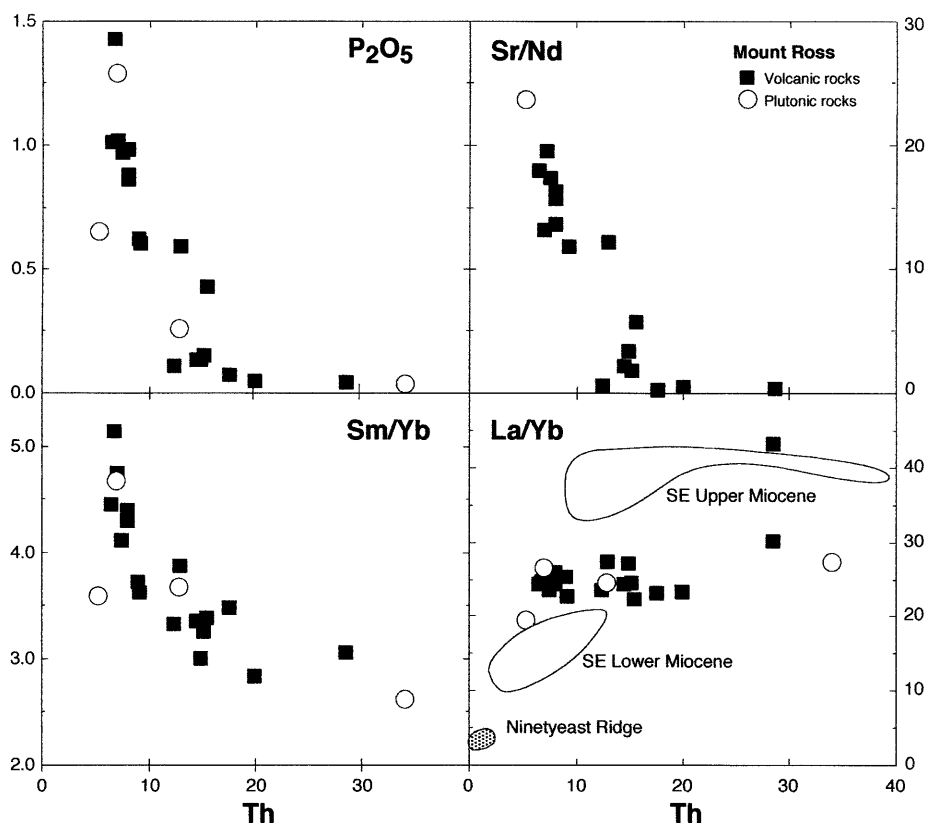 1.5
P2O5
1.0
0.5
0.0
Sr/Nd
Mount Ross
Volcanic rocks
Plutonic rocks
30
20
10
0
Sm/Yb
5.0
4.0
3.0
2.0
0 10 20 30
Th
La/Yb
SE Upper Miocene
SE Lower Miocene
Ninetyeast Ridge
40
30
20
10
0
0 10 20 30 40
Th